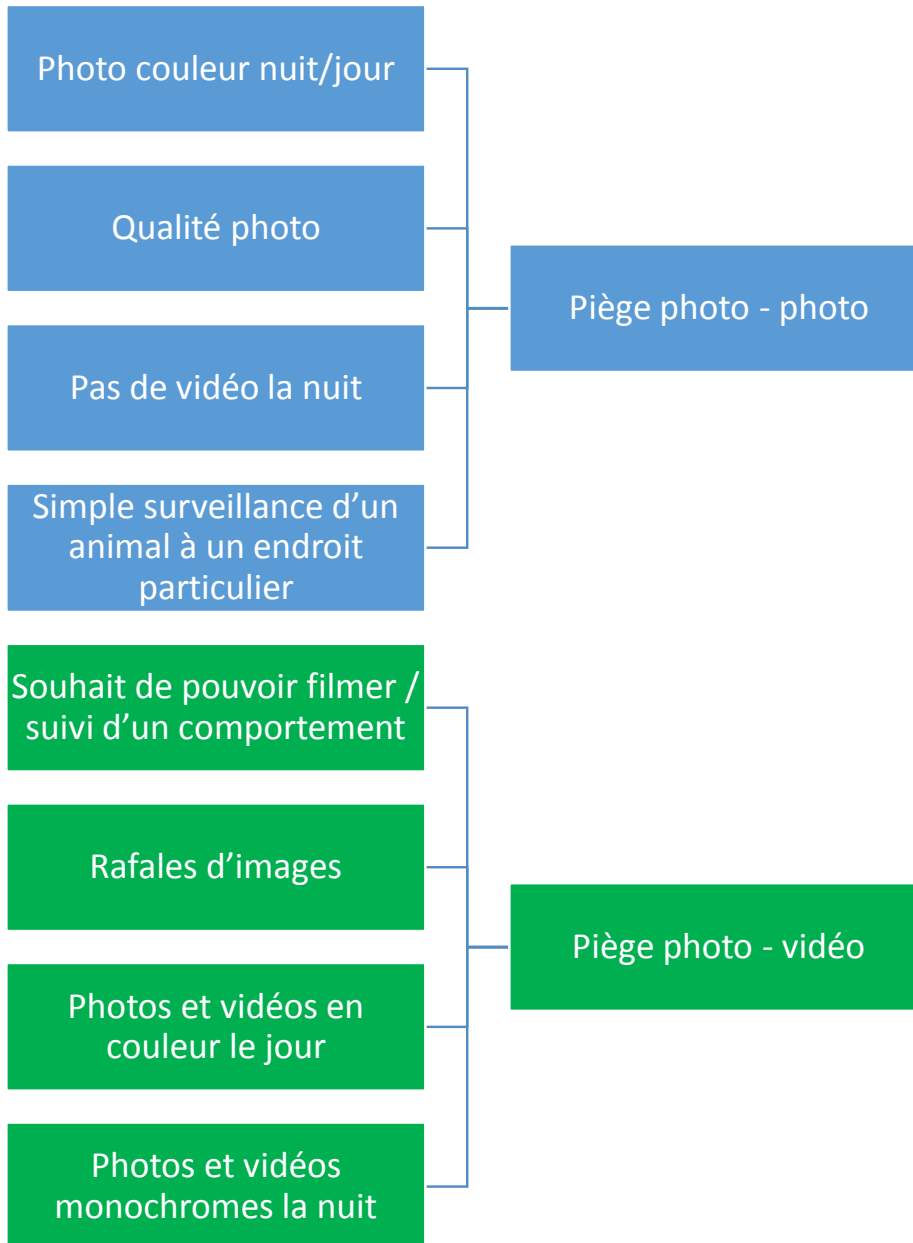 Photo couleur nuit/jour
Qualité photo
Pas de vidéo la nuit
Simple surveillance d’un
animal à un endroit
particulier
Piège photo - photo
Souhait de pouvoir filmer /
suivi d’un comportement
Rafales d’images
Photos et vidéos en
couleur le jour
Photos et vidéos
monochromes la nuit
Piège photo - vidéo